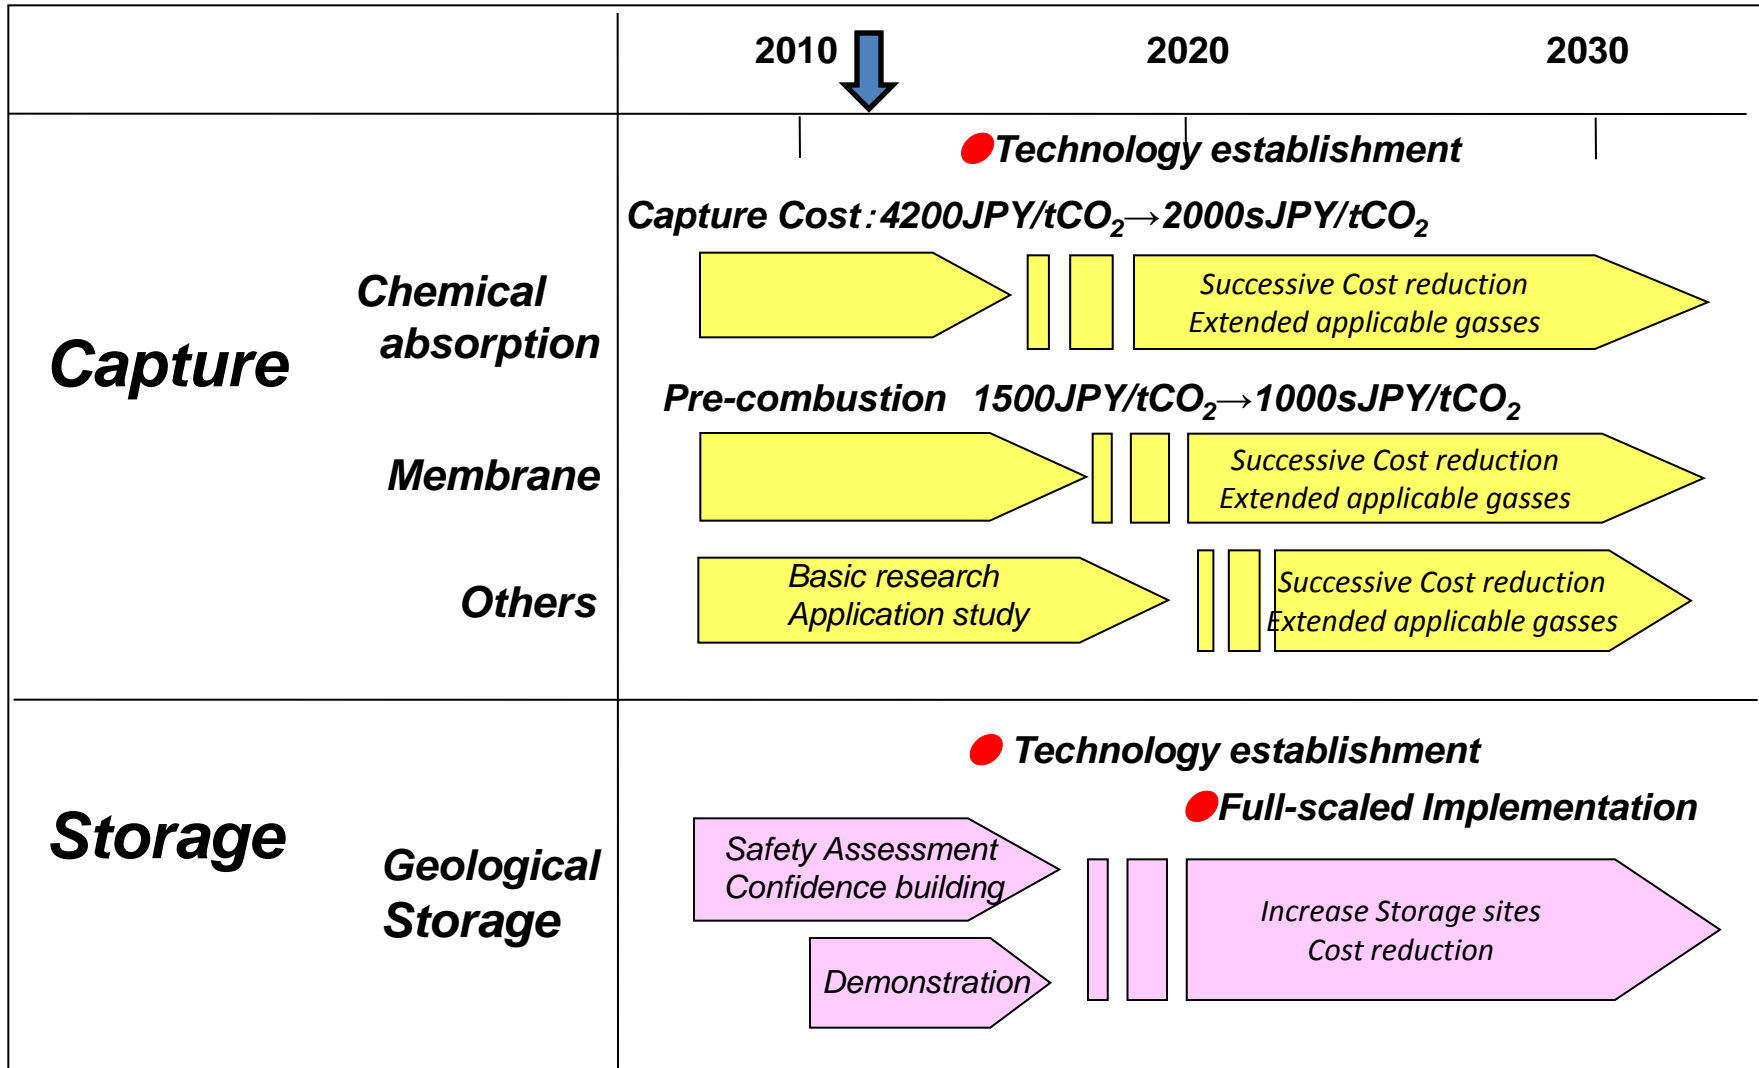 2010 2020 2030
Technology establishment
Capture Cost:4200JPY/tCO2→2000sJPY/tCO2
Capture
Chemical
absorption
Successive Cost reduction
Extended applicable gasses
Pre-combustion 1500JPY/tCO2→1000sJPY/tCO2
Membrane
Successive Cost reduction
Extended applicable gasses
Others
Basic research
Application study
Successive Cost reduction
Extended applicable gasses
Technology establishment
Full-scaled Implementation
Storage
Geological
Storage
Safety Assessment
Confidence building
Increase Storage sites
Cost reduction
Demonstration